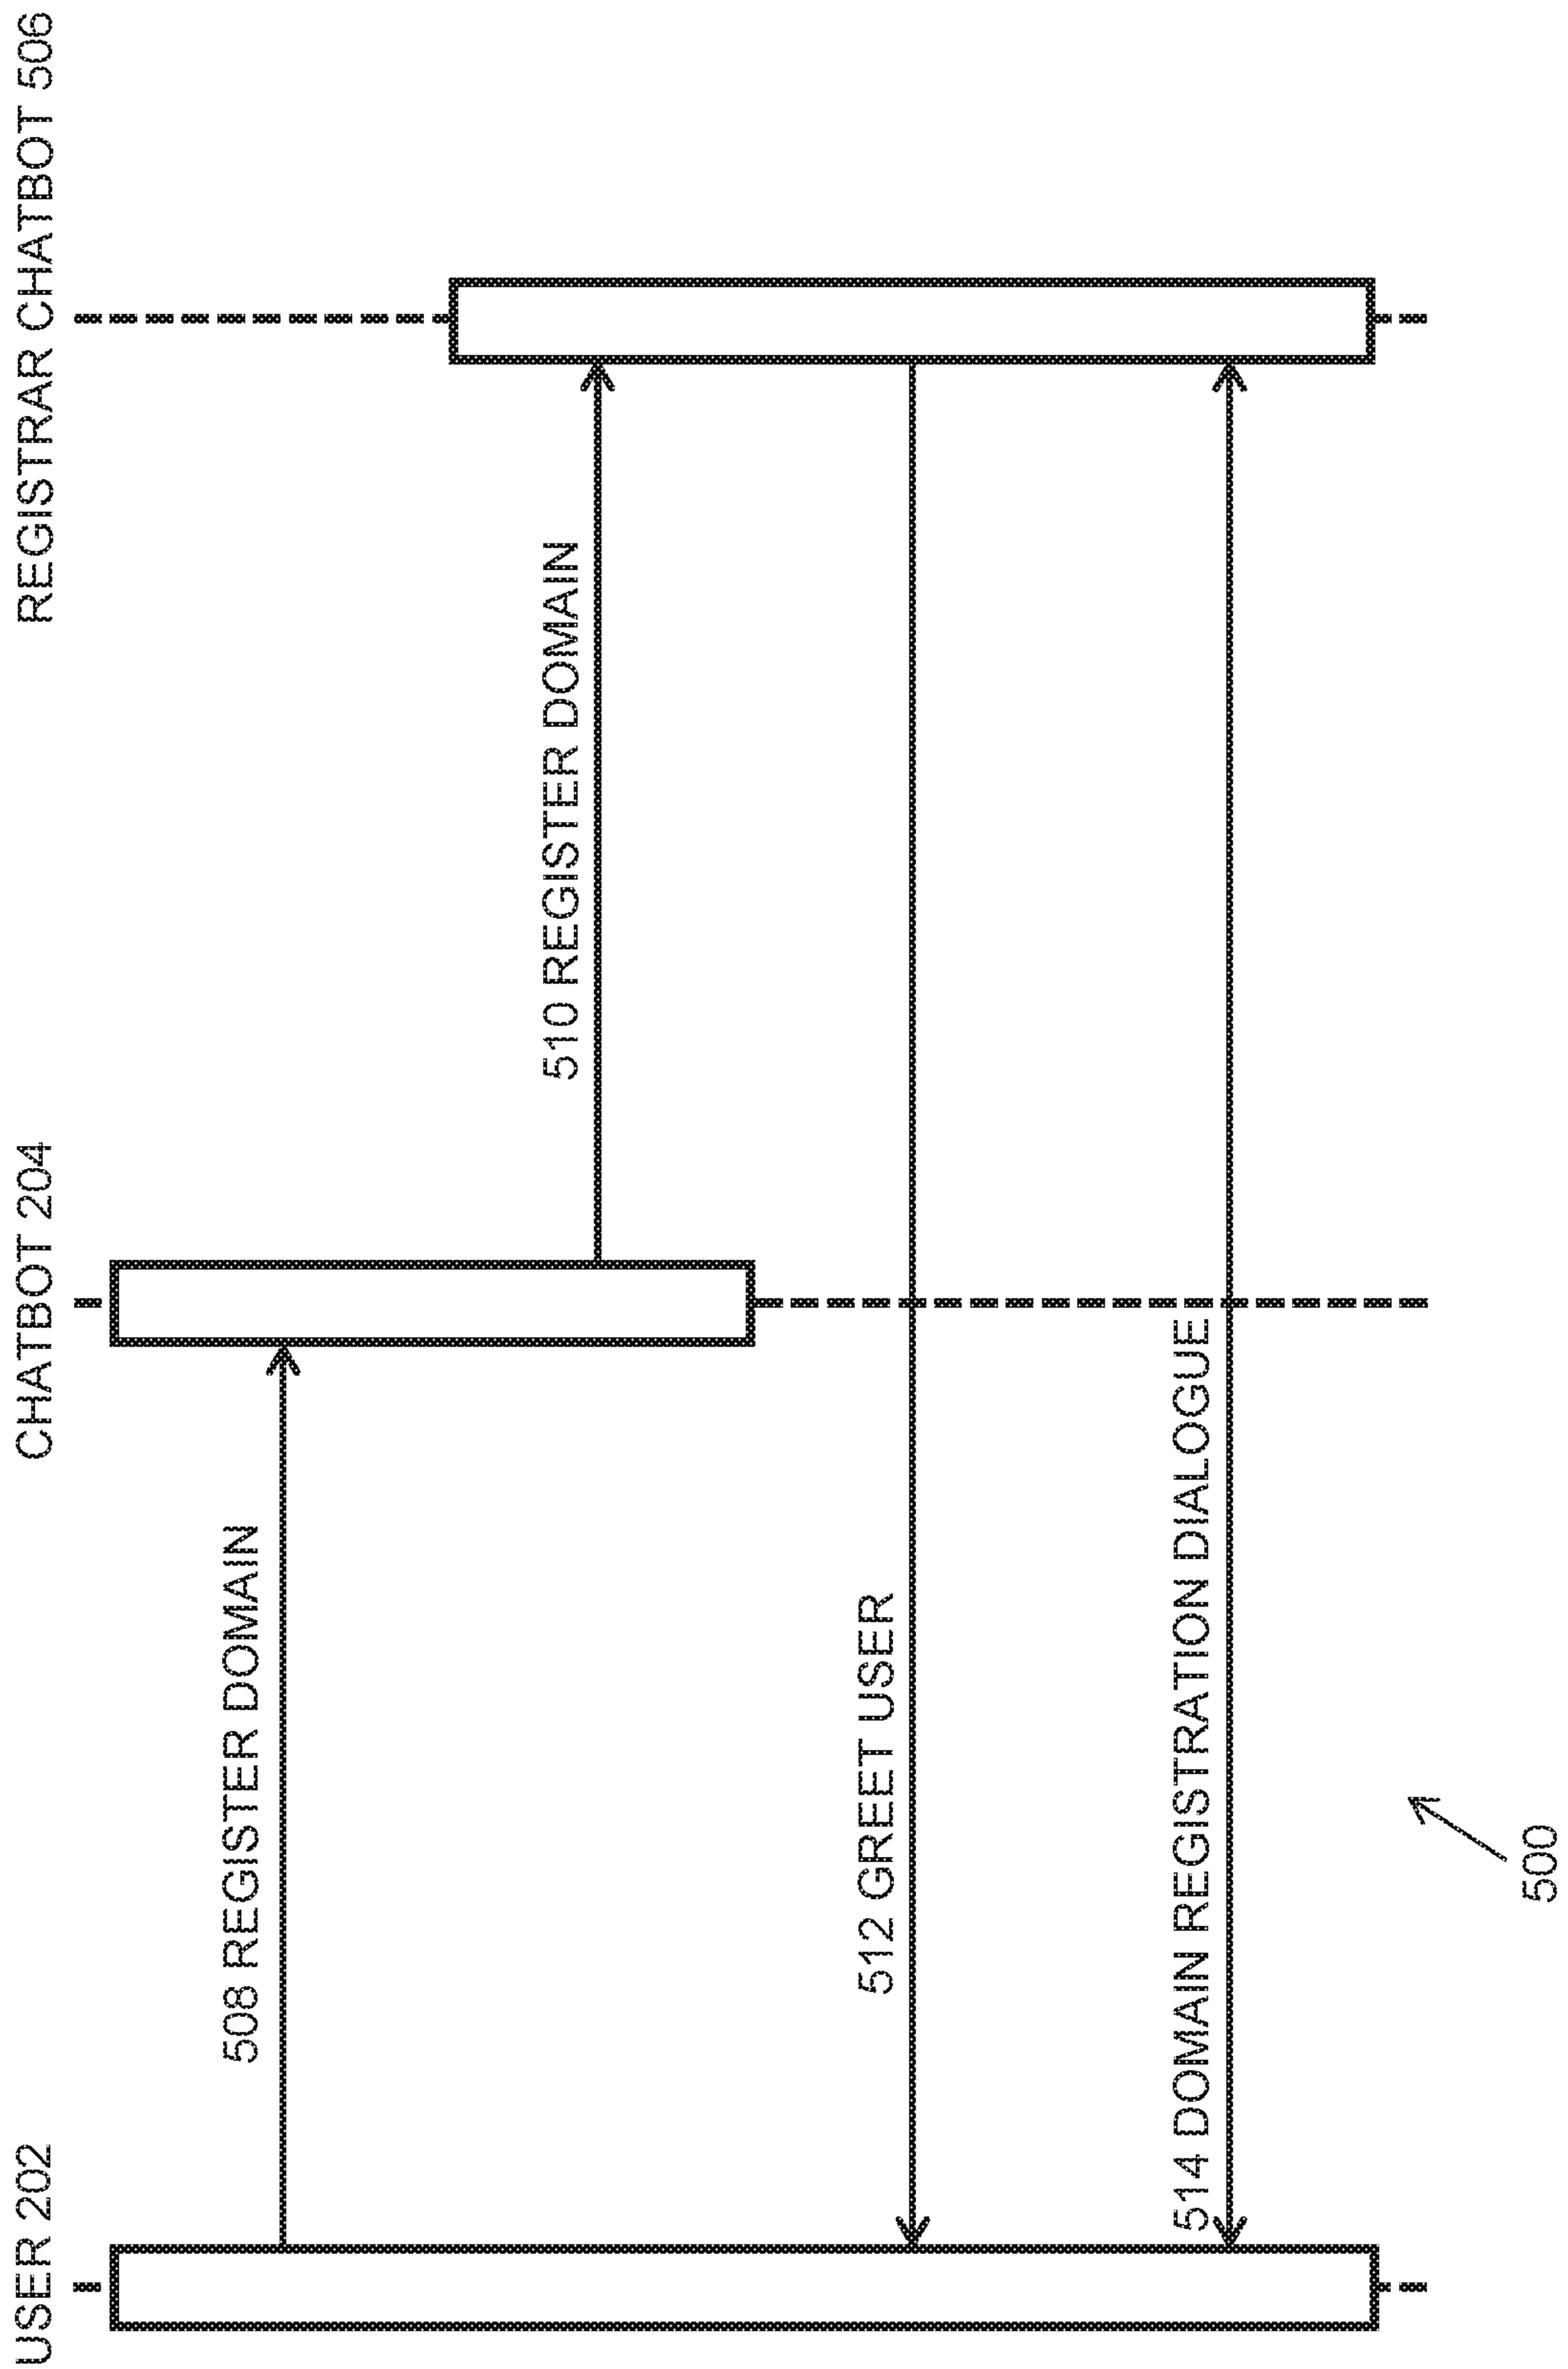 USER 202
CHATBOT 204
REGISTRAR CHATBOT 506
508 REGISTER DOMAIN
510 REGISTER DOMAIN
512 GREET USER
514 DOMAIN REGISTRATION DIALOGUE
500